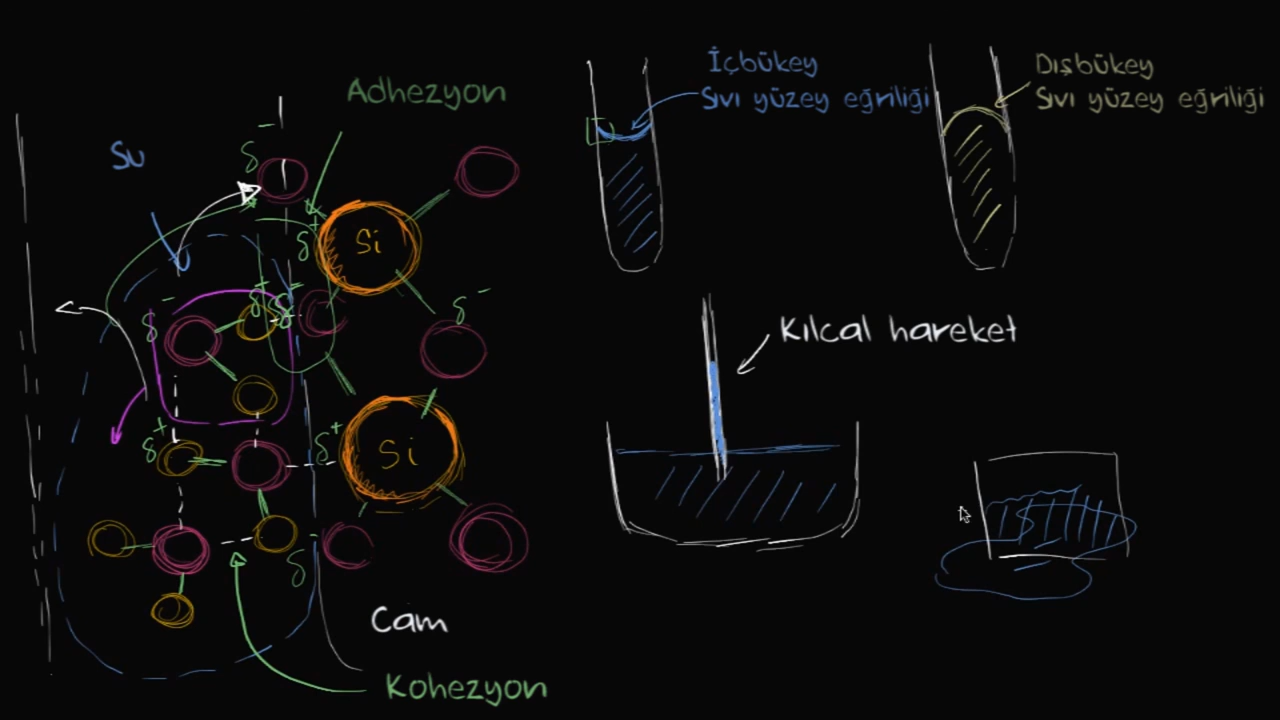 İçbükey
Sıvı yüzey eğriliği
Dışbükey
Sıvı yüzey eğriliği
Adhezyon
Su
δ⁻
δ⁺
Si
δ⁻
δ⁺
δ⁻
δ⁻
Kılcal hareket
δ⁺
δ⁺
Si
δ⁻
Cam
Kohezyon